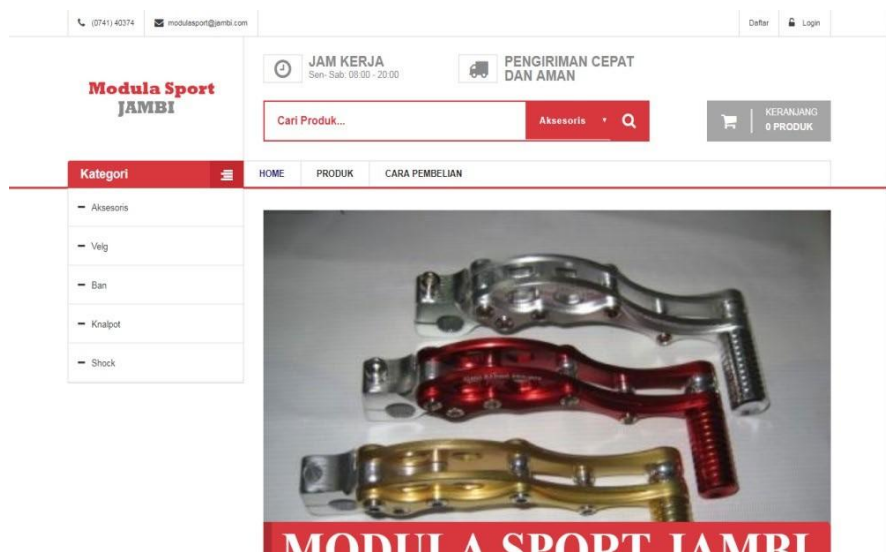 (0741) 40374
modulasport@jambi.com
Daftar
Login
Modula Sport
JAMBI
JAM KERJA
Sen- Sab: 08:00 - 20:00
PENGIRIMAN CEPAT
DAN AMAN
Cari Produk...
Aksesoris
KERANJANG
0 PRODUK
Kategori
HOME
PRODUK
CARA PEMBELIAN
Aksesoris
Velg
Ban
Knalpot
Shock
MODULA SPORT JAMBI